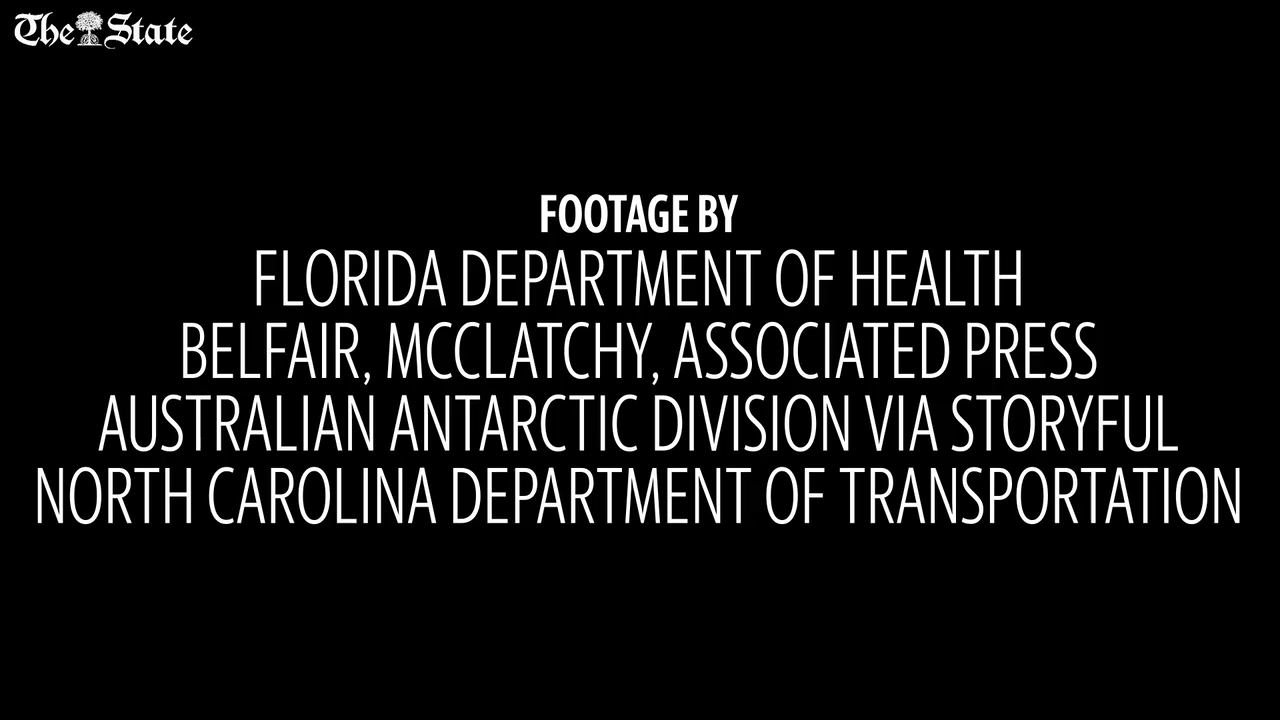 The State
FOOTAGE BY
FLORIDA DEPARTMENT OF HEALTH
BELFAIR, MCCLATCHY, ASSOCIATED PRESS
AUSTRALIAN ANTARCTIC DIVISION VIA STORYFUL
NORTH CAROLINA DEPARTMENT OF TRANSPORTATION